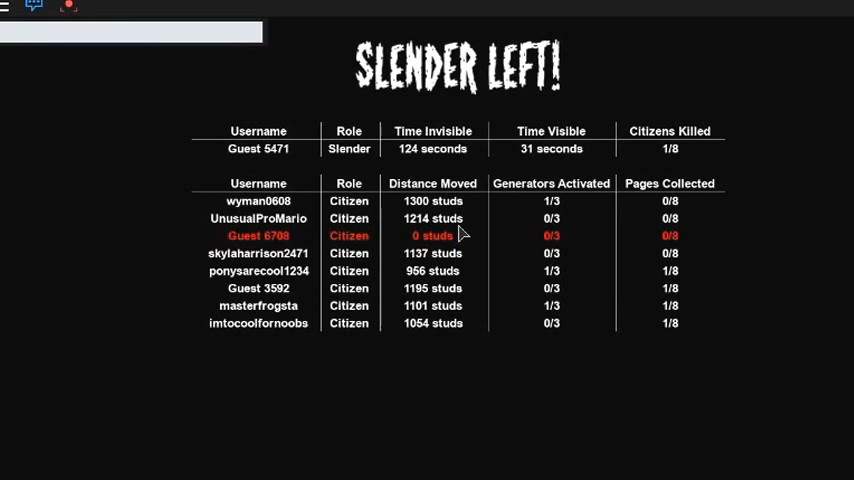 SLENDER LEFT!
Username Role Time Invisible Time Visible Citizens Killed
Guest 5471 Slender 124 seconds 31 seconds 1/8
Username Role Distance Moved Generators Activated Pages Collected
wyman0608 Citizen 1300 studs 1/3 0/8
UnusualProMario Citizen 1214 studs 0/3 0/8
Guest 6708 Citizen 0 studs 0/3 0/8
skylaharrison2471 Citizen 1137 studs 0/3 0/8
ponysarecool1234 Citizen 956 studs 1/3 1/8
Guest 3592 Citizen 1195 studs 0/3 1/8
masterfrogsta Citizen 1101 studs 1/3 1/8
imtocoolfornoobs Citizen 1054 studs 0/3 1/8